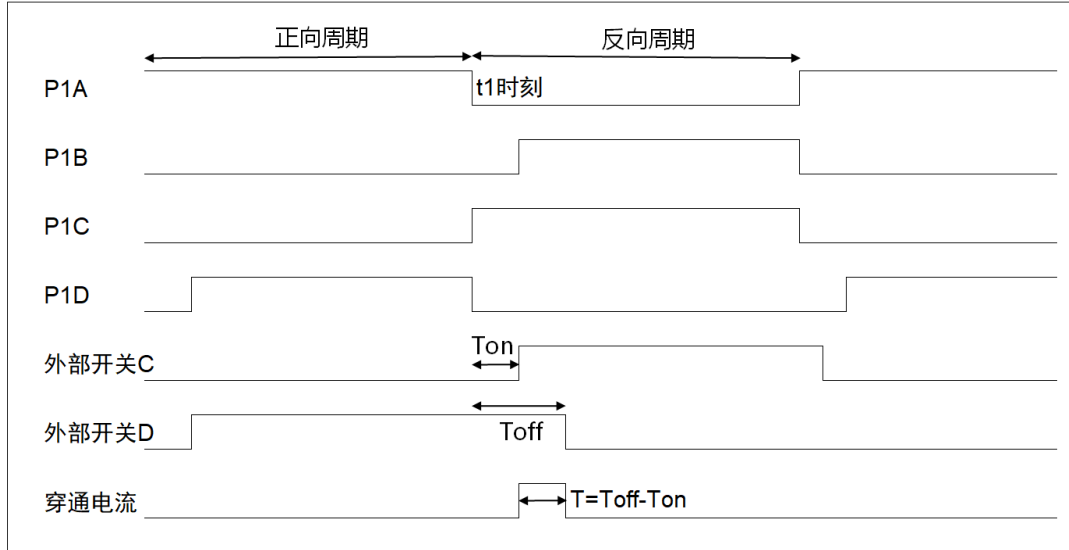 正向周期
反向周期
P1A
t1时刻
P1B
P1C
P1D
外部开关C
Ton
外部开关D
Toff
穿通电流
T=Toff-Ton